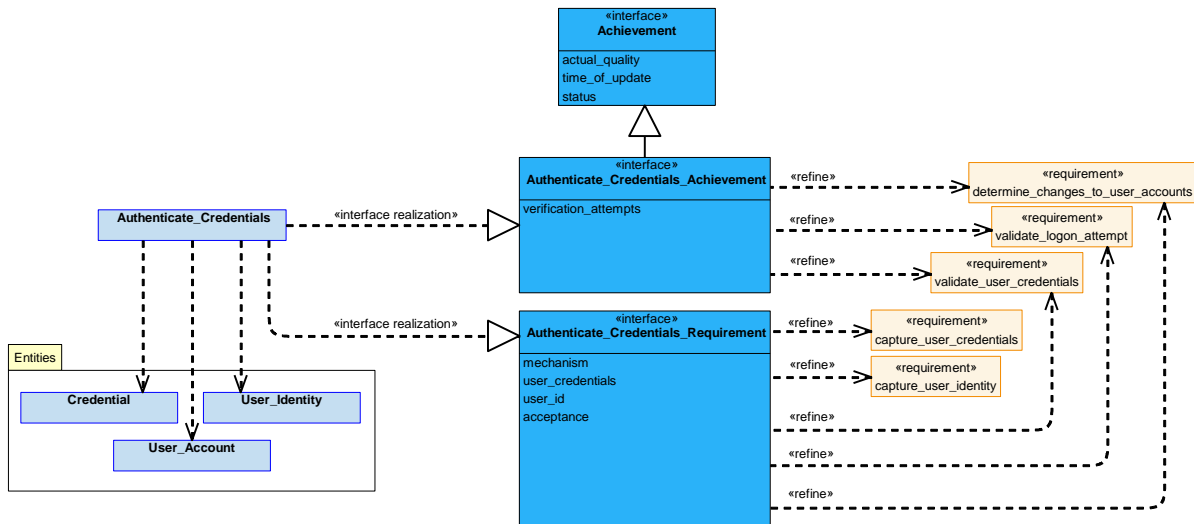 «interface»
Achievement
actual_quality
time_of_update
status
«interface»
Authenticate_Credentials_Achievement
verification_attempts
Authenticate_Credentials
«interface realization»
«refine»
«requirement»
determine_changes_to_user_accounts
«refine»
«requirement»
validate_logon_attempt
«refine»
«requirement»
validate_user_credentials
«interface realization»
«interface»
Authenticate_Credentials_Requirement
mechanism
user_credentials
user_id
acceptance
«refine»
«requirement»
capture_user_credentials
«refine»
«requirement»
capture_user_identity
«refine»
«refine»
«refine»
Entities
Credential
User_Identity
User_Account